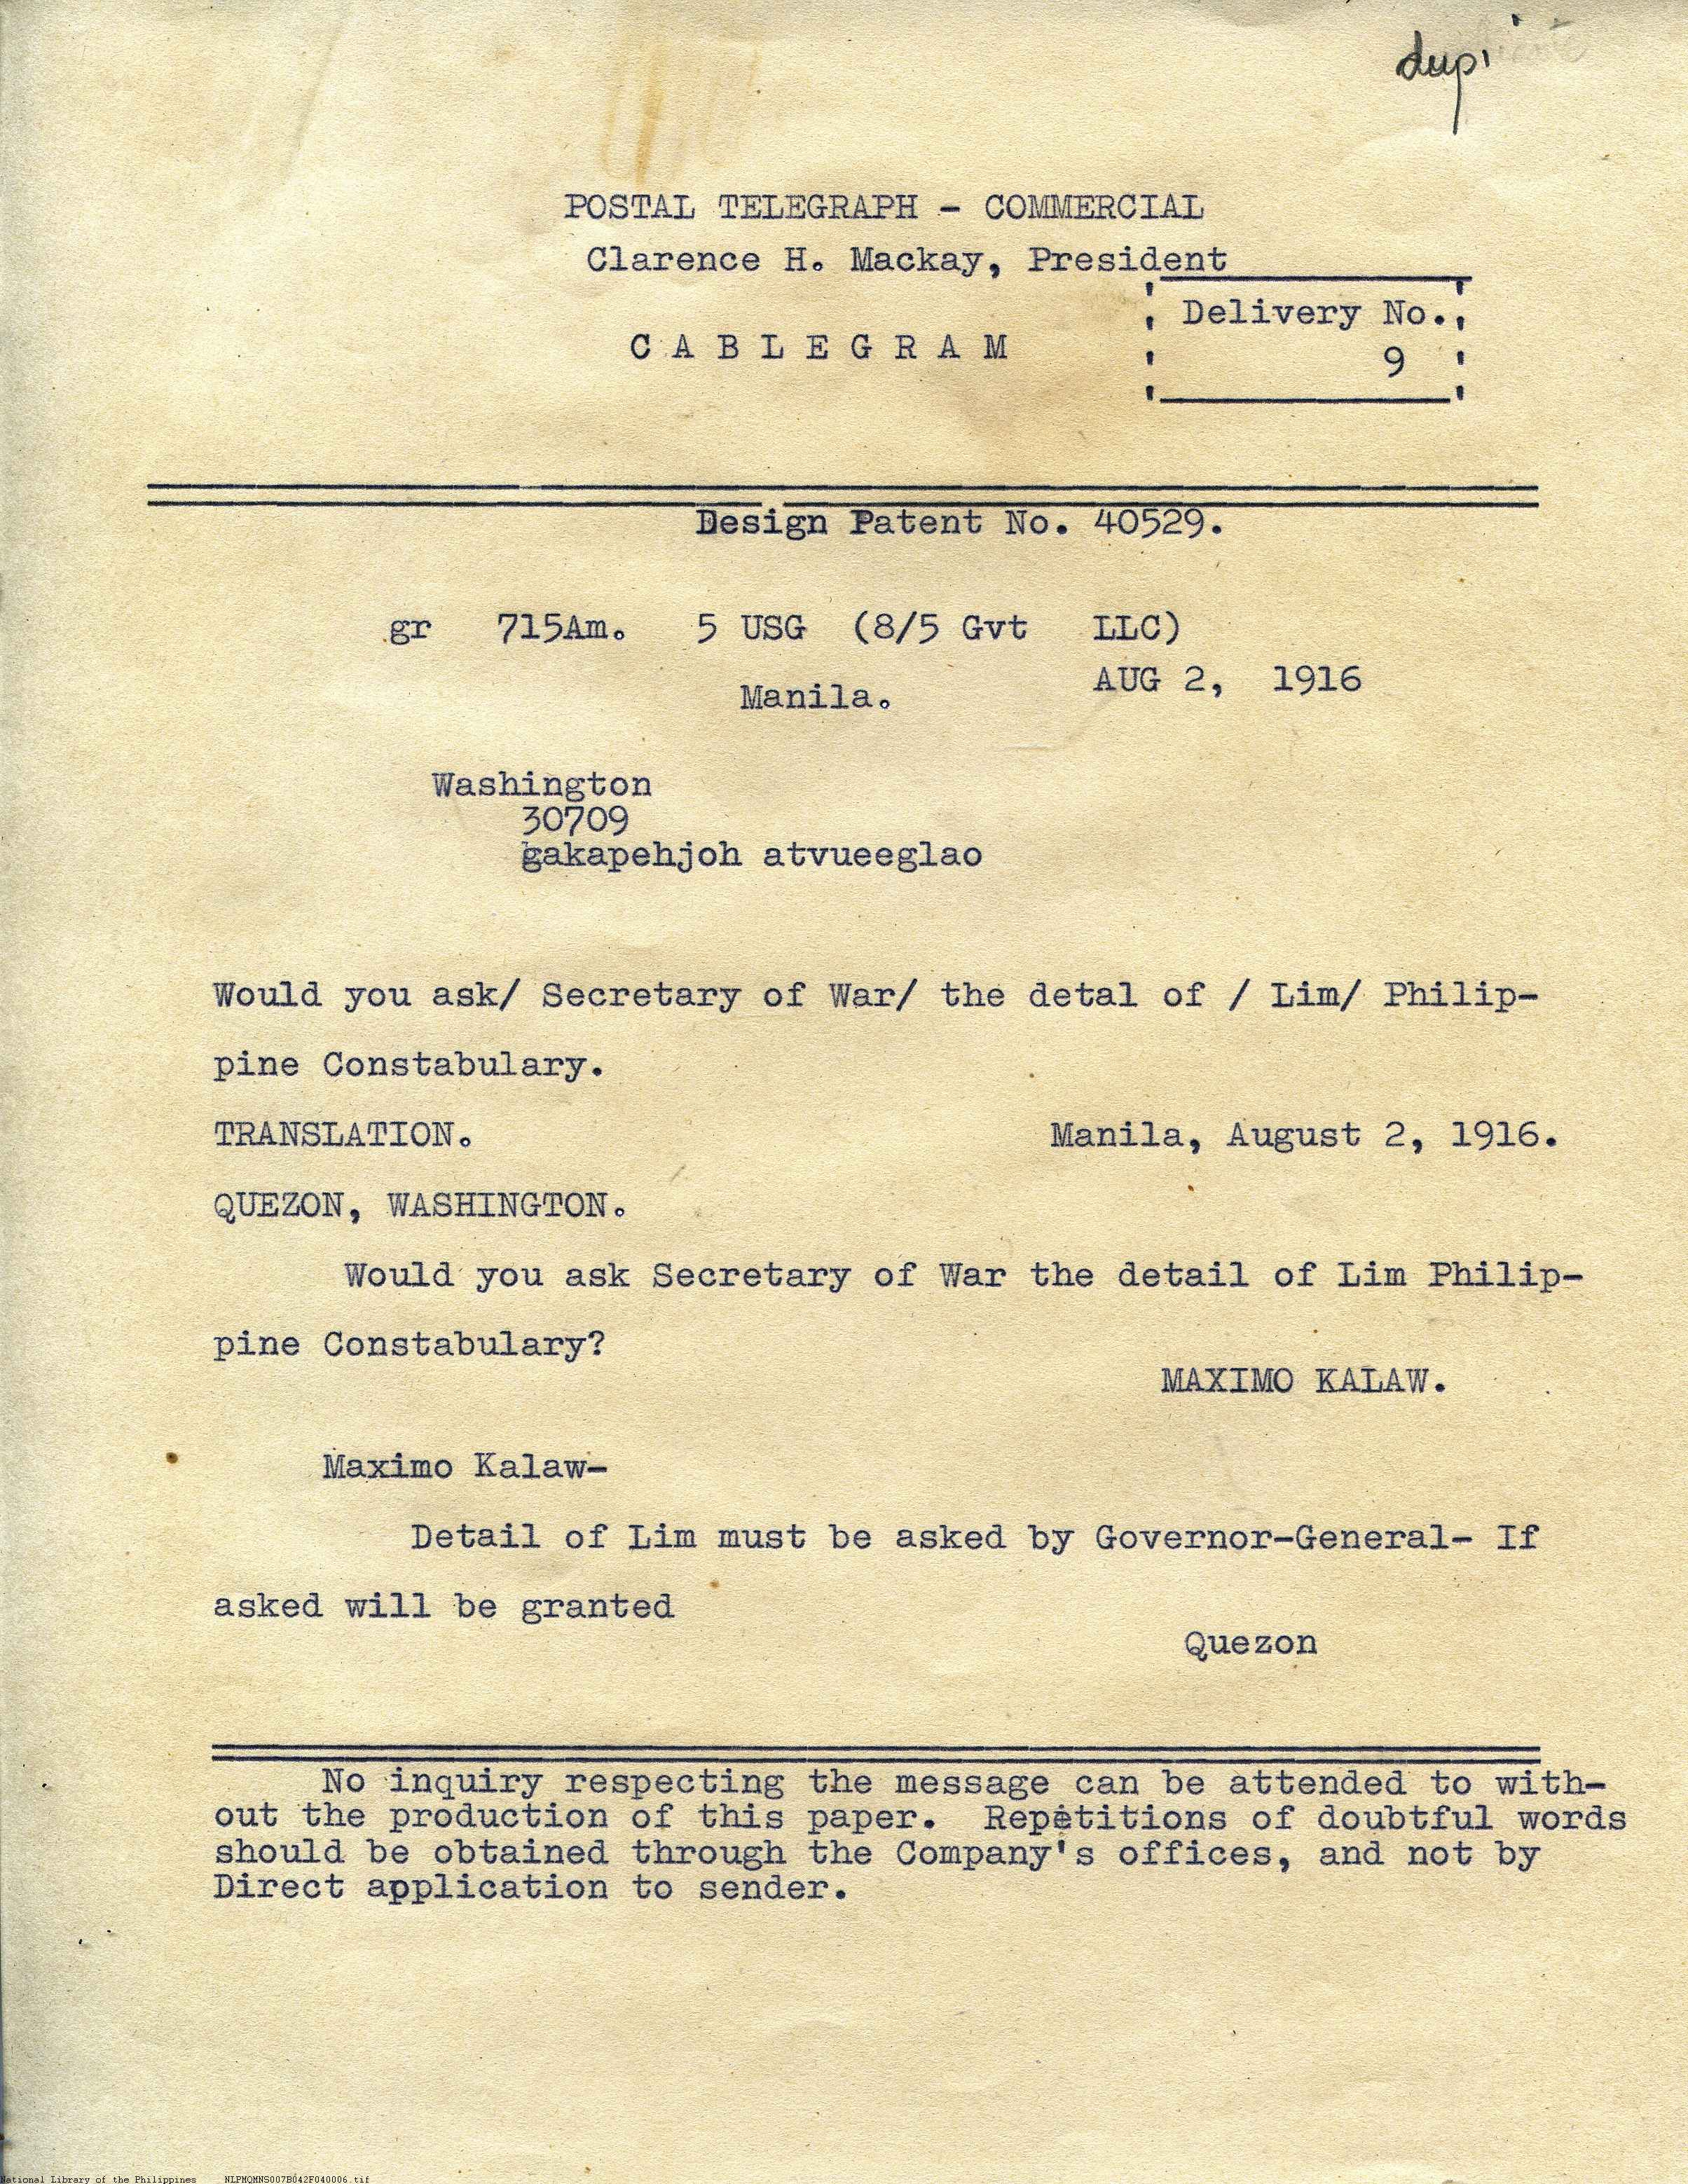 dupi
POSTAL TELEGRAPH - COMMERCIAL
Clarence H. Mackay, President
Delivery No.
CABLEGRAM
9
Design Patent No. 40529.
gr 715Am. 5 USG (8/5 Gvt LLC)
AUG 2, 1916
Manila.
Washington
30709
gakapehjoh atvueeglao
Would you ask/ Secretary of War/ the detal of / Lim/ Philip-
pine Constabulary.
TRANSLATION. Manila, August 2, 1916.
QUEZON, WASHINGTON.
Would you ask Secretary of War the detail of Lim Philip-
pine Constabulary?
MAXIMO KALAW.
Maximo Kalaw-
Detail of Lim must be asked by Governor-General- If
asked will be granted
Quezon
No inquiry respecting the message can be attended to with-
out the production of this paper. Repetitions of doubtful words
should be obtained through the Company's offices, and not by
Direct application to sender.
National Library of the Philippines NLPMQMNS007B042F040006.tif